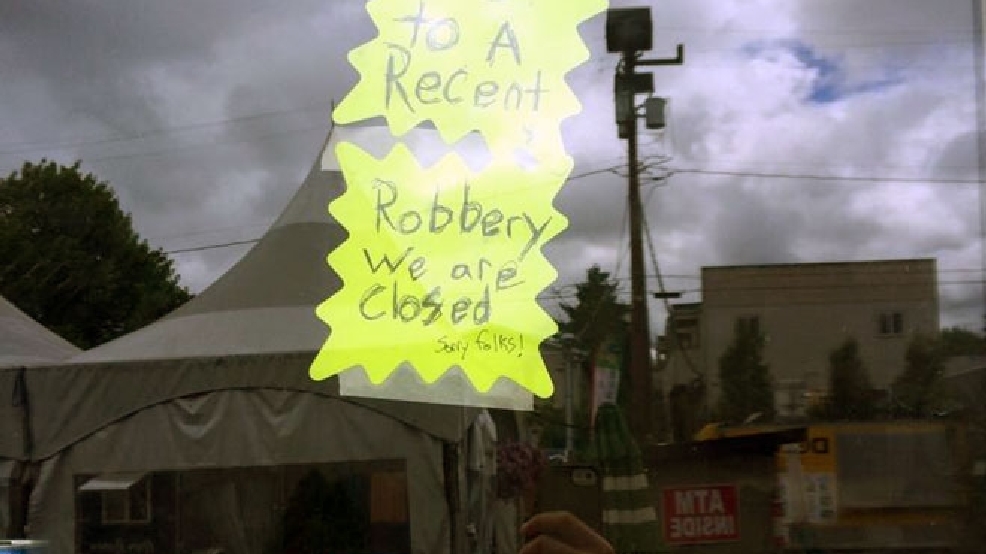 to A
Recent
Robbery
We are
Closed
Sorry folks!
ATM
INSIDE